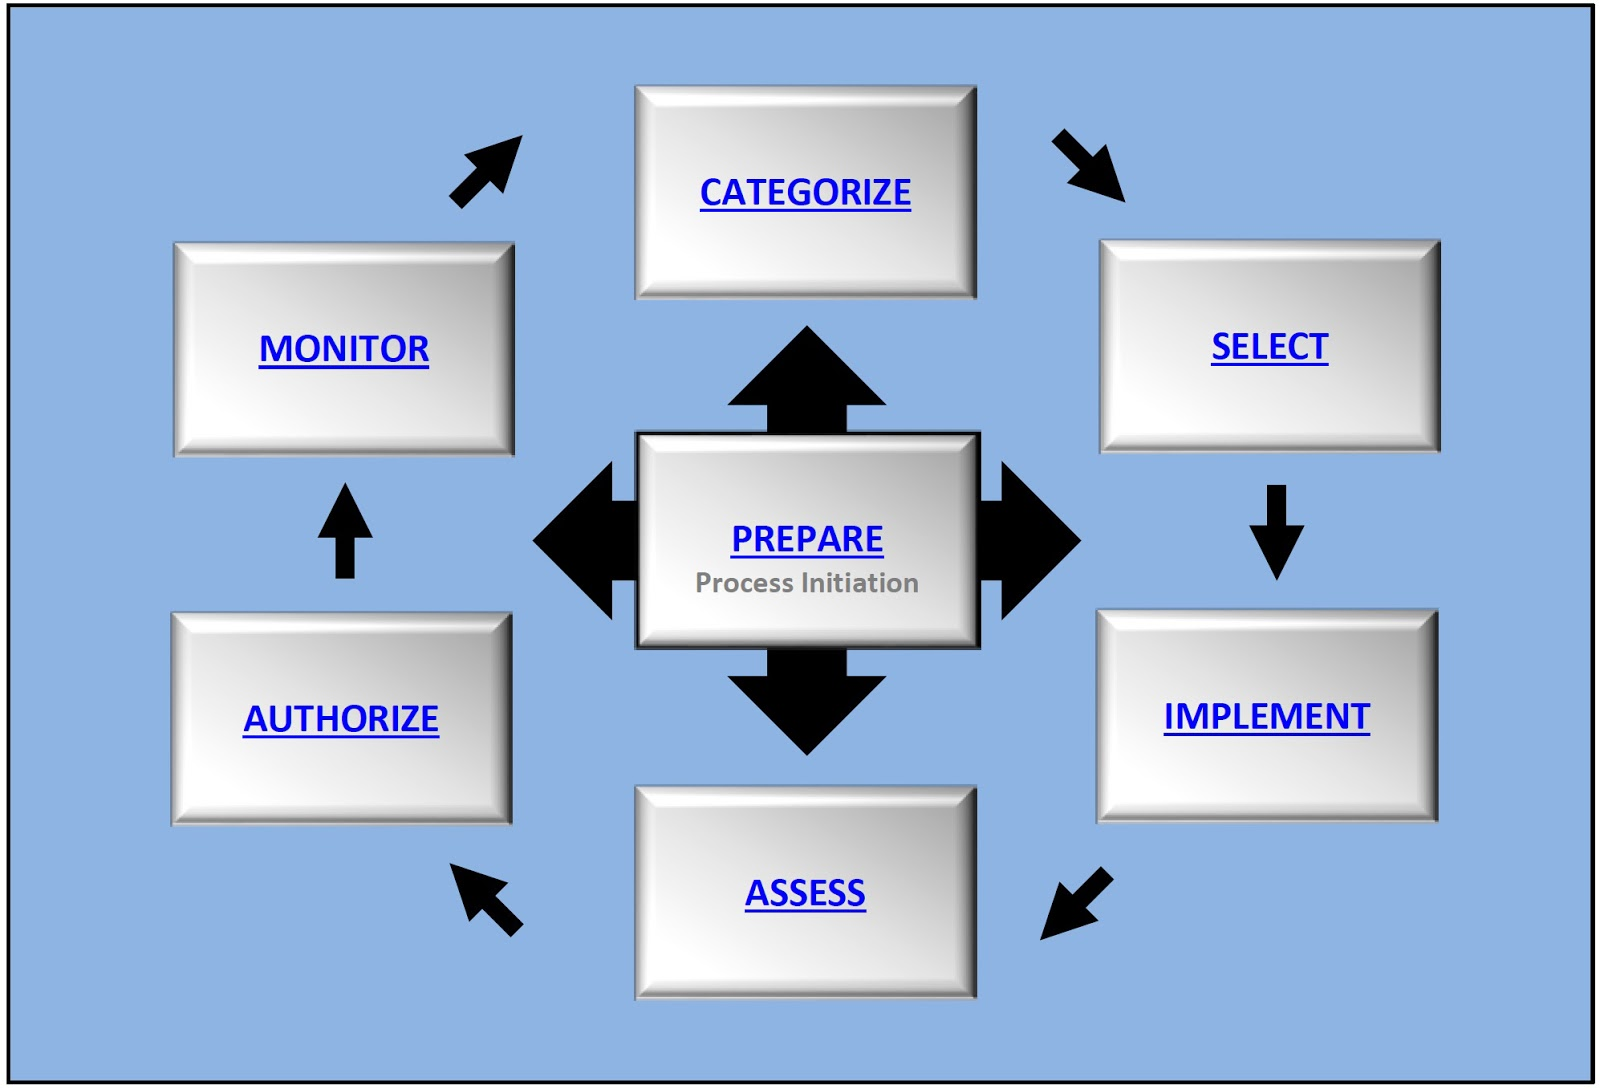 CATEGORIZE
MONITOR
SELECT
PREPARE
Process Initiation
AUTHORIZE
IMPLEMENT
ASSESS